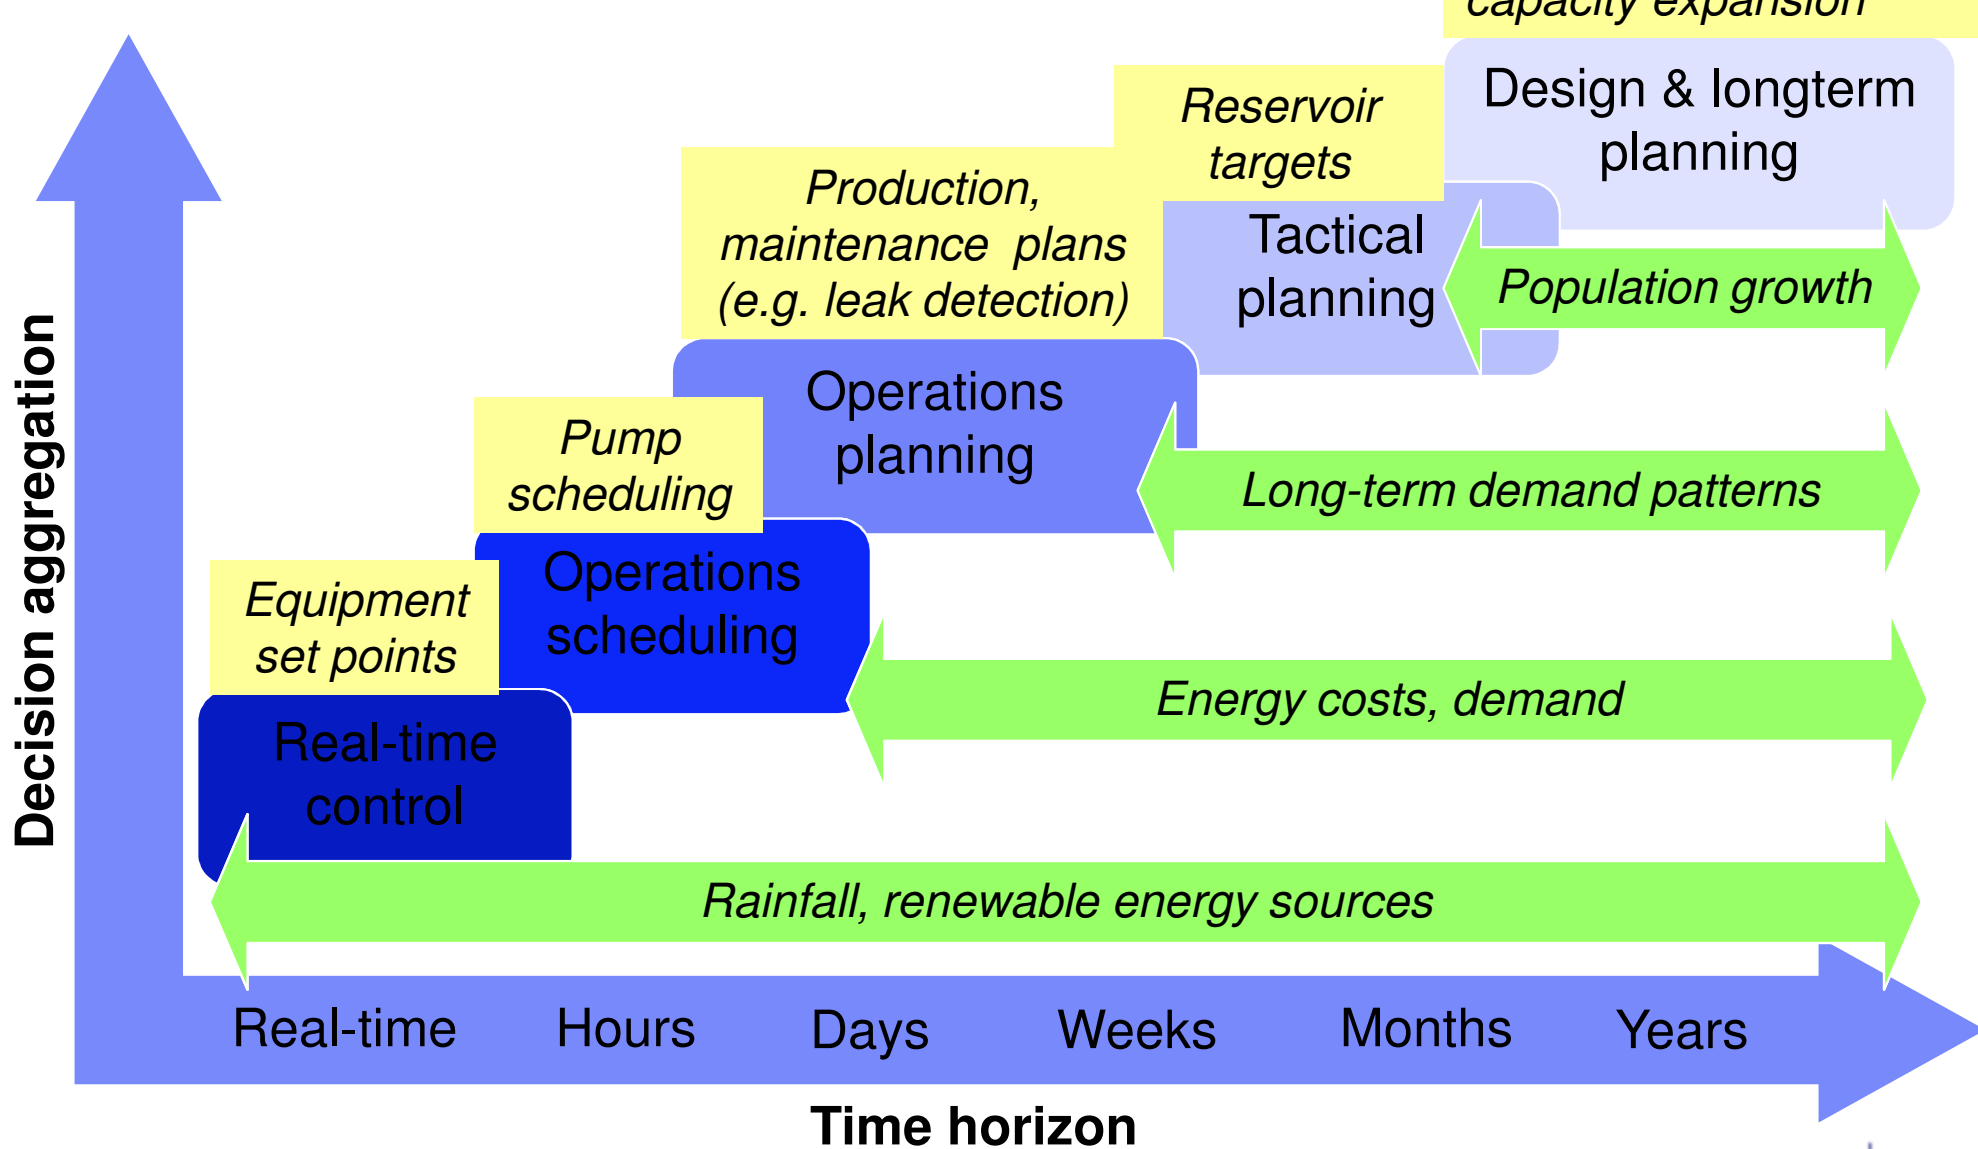 capacity expansion
Design & longterm
planning
Reservoir
targets
Tactical
planning
Population growth
Production,
maintenance plans
(e.g. leak detection)
Operations
planning
Long-term demand patterns
Pump
scheduling
Operations
scheduling
Energy costs, demand
Equipment
set points
Real-time
control
Rainfall, renewable energy sources
Decision aggregation
Real-time Hours Days Weeks Months Years
Time horizon